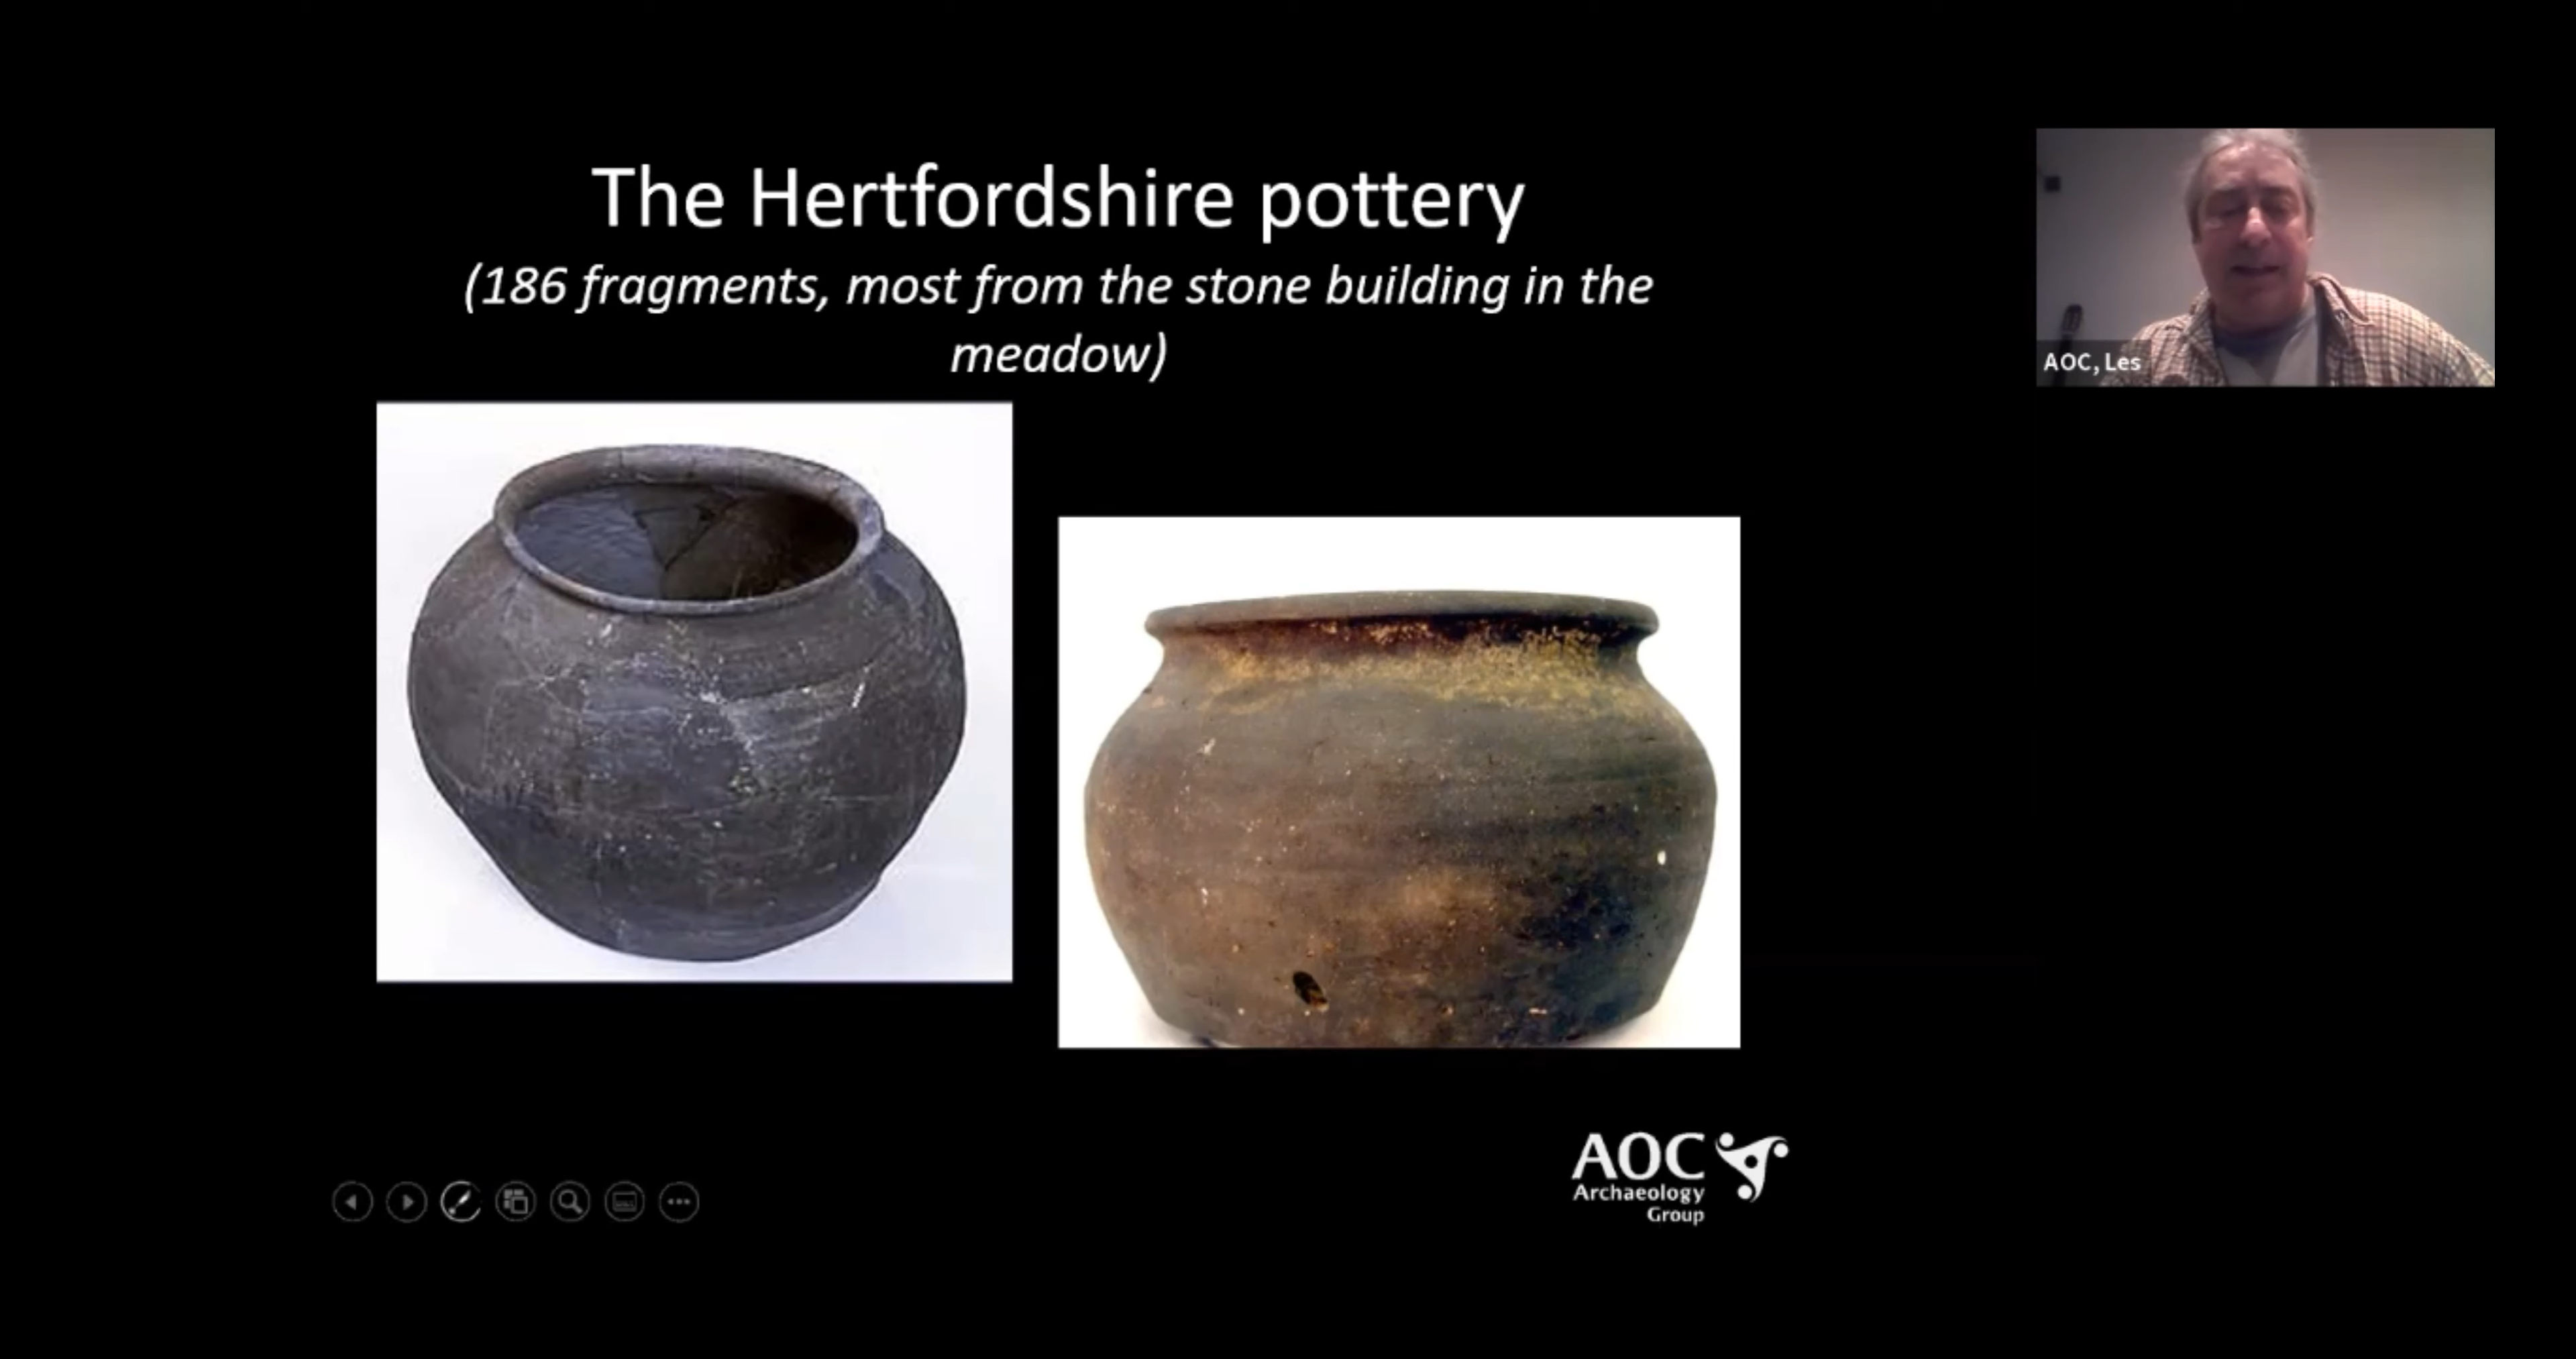 The Hertfordshire pottery
(186 fragments, most from the stone building in the
meadow)
AOC, Les
AOC
Archaeology
Group